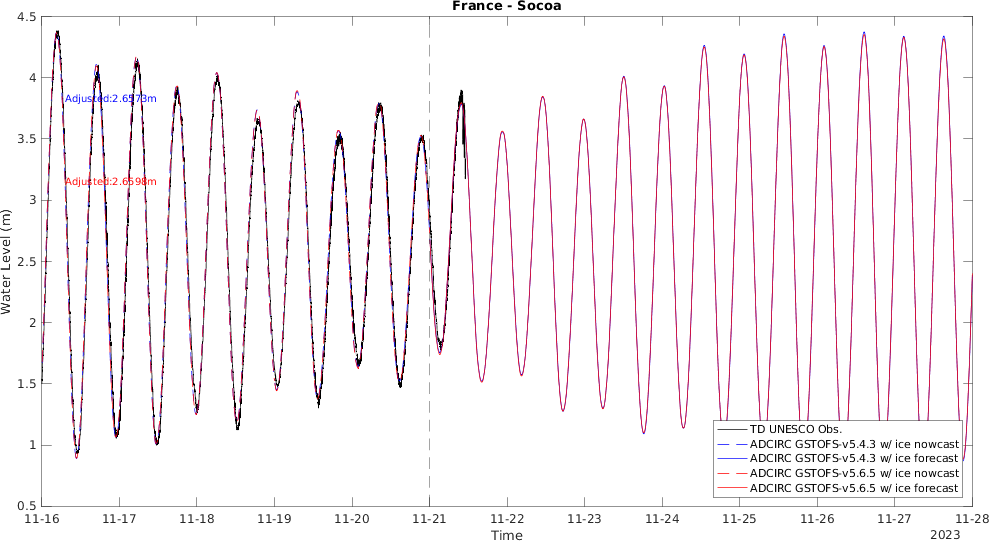 France - Socoa
4.5
4
3.5
3
2.5
2
1.5
1
0.5
Water Level (m)
Adjusted:2.6573m
Adjusted:2.6598m
TD UNESCO Obs.
ADCIRC GSTOFS-v5.4.3 w/ ice nowcast
ADCIRC GSTOFS-v5.4.3 w/ ice forecast
ADCIRC GSTOFS-v5.6.5 w/ ice nowcast
ADCIRC GSTOFS-v5.6.5 w/ ice forecast
11-16 11-17 11-18 11-19 11-20 11-21 11-22 11-23 11-24 11-25 11-26 11-27 11-28
Time
2023